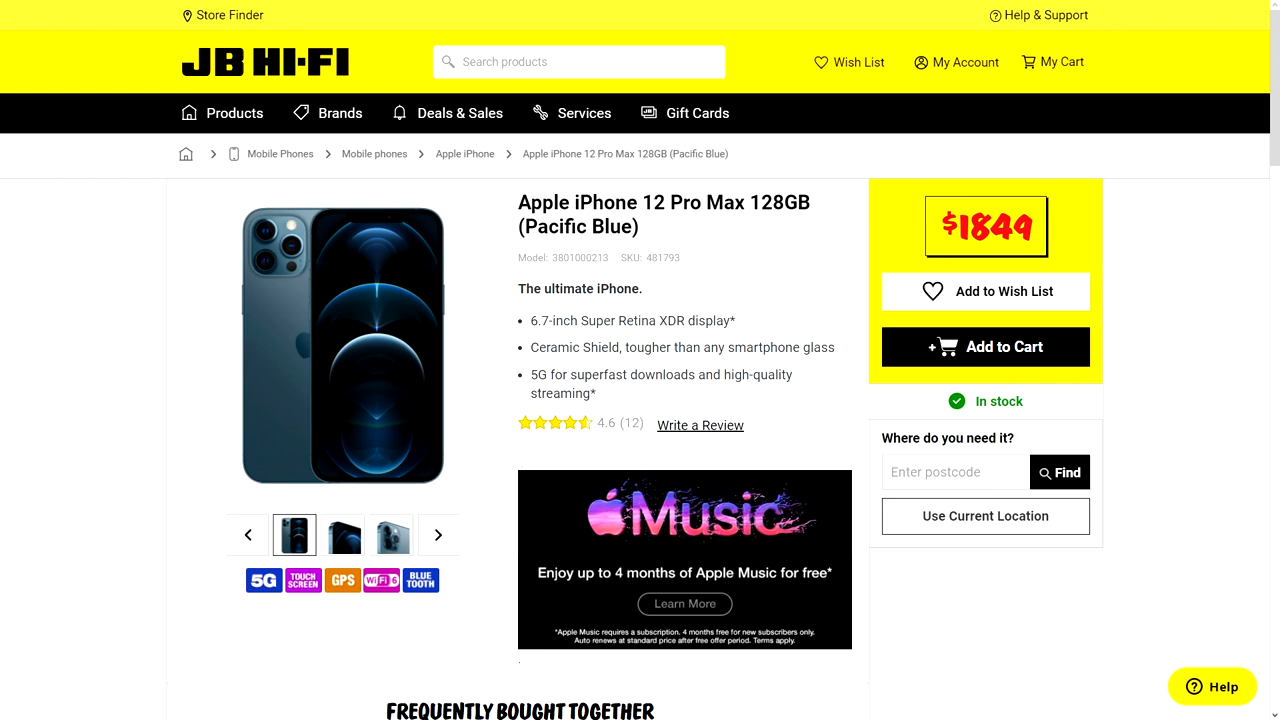 Store Finder
Help & Support
JB HI-FI
Search products
Wish List
My Account
My Cart
Products
Brands
Deals & Sales
Services
Gift Cards
Mobile Phones
Mobile phones
Apple iPhone
Apple iPhone 12 Pro Max 128GB (Pacific Blue)
Apple iPhone 12 Pro Max 128GB
(Pacific Blue)
Model: 3801000213 SKU: 481793
The ultimate iPhone.
• 6.7-inch Super Retina XDR display*
• Ceramic Shield, tougher than any smartphone glass
• 5G for superfast downloads and high-quality
streaming*
4.6 (12)
Write a Review
$1849
Add to Wish List
+ Add to Cart
In stock
Where do you need it?
Enter postcode
Find
Use Current Location
5G
TOUCH
SCREEN
GPS
WiFi 6
BLUE
TOOTH
Music
Enjoy up to 4 months of Apple Music for free*
Learn More
*Apple Music requires a subscription. 4 months free for new subscribers only.
Auto renews at standard price after free offer period. Terms apply.
.
FREQUENTLY BOUGHT TOGETHER
Help